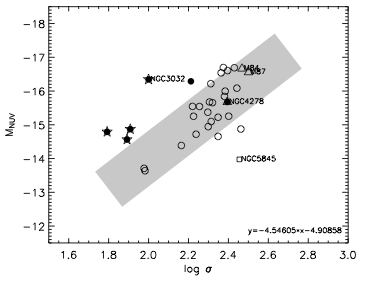 -18
-17
-16
-15
-14
-13
-12
M_NUV
NGC3032
M84
M87
NGC4278
NGC5845
y=-4.54605*x-4.90858
1.6 1.8 2.0 2.2 2.4 2.6 2.8 3.0
log σ